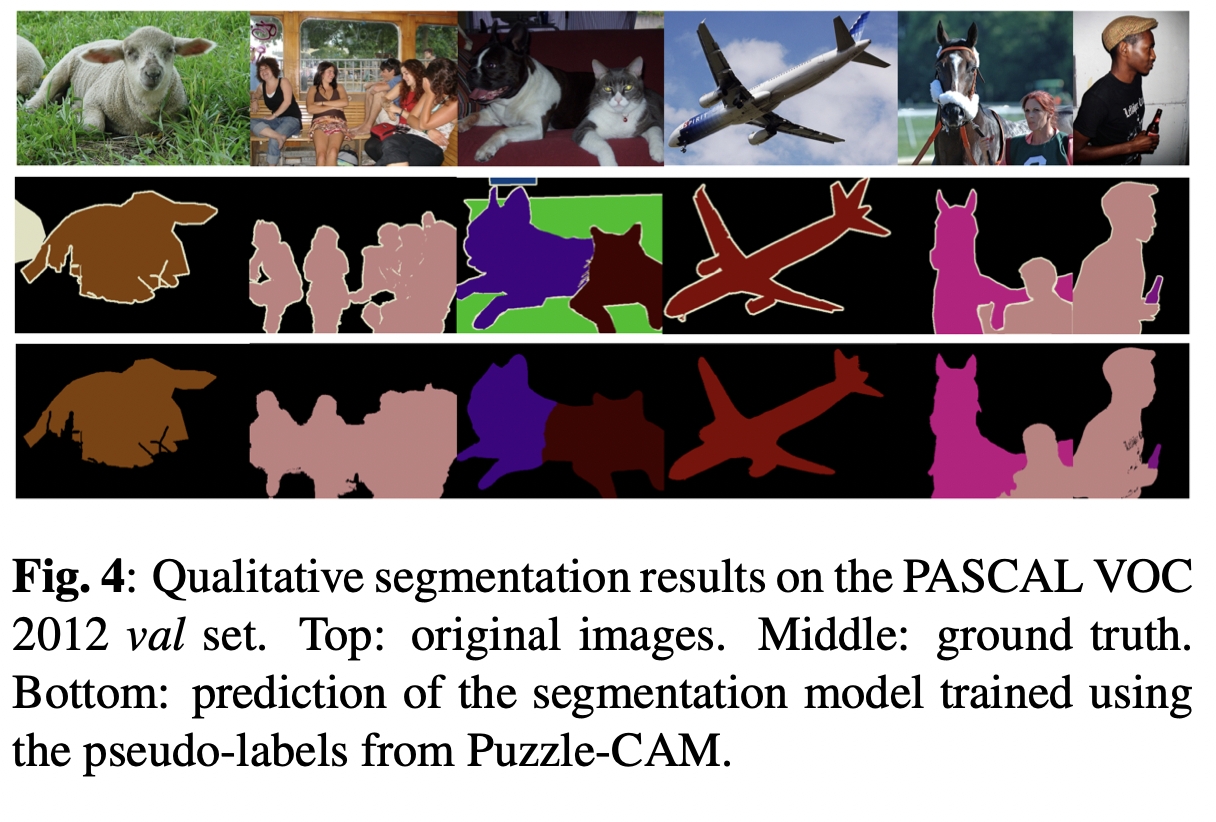 Fig. 4: Qualitative segmentation results on the PASCAL VOC
2012 val set. Top: original images. Middle: ground truth.
Bottom: prediction of the segmentation model trained using
the pseudo-labels from Puzzle-CAM.